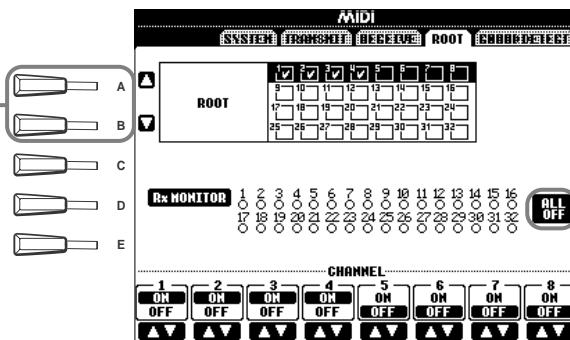 MIDI
SYSTEM TRANSMIT RECEIVE ROOT CHORD DETECT
A
B
C
D
E
ROOT
1 2 3 4 5 6 7 8
9 10 11 12 13 14 15 16
17 18 19 20 21 22 23 24
25 26 27 28 29 30 31 32
Rx MONITOR 1 2 3 4 5 6 7 8 9 10 11 12 13 14 15 16
17 18 19 20 21 22 23 24 25 26 27 28 29 30 31 32
ALL
OFF
CHANNEL
1 2 3 4 5 6 7 8
ON ON ON ON ON ON ON ON
OFF OFF OFF OFF OFF OFF OFF OFF